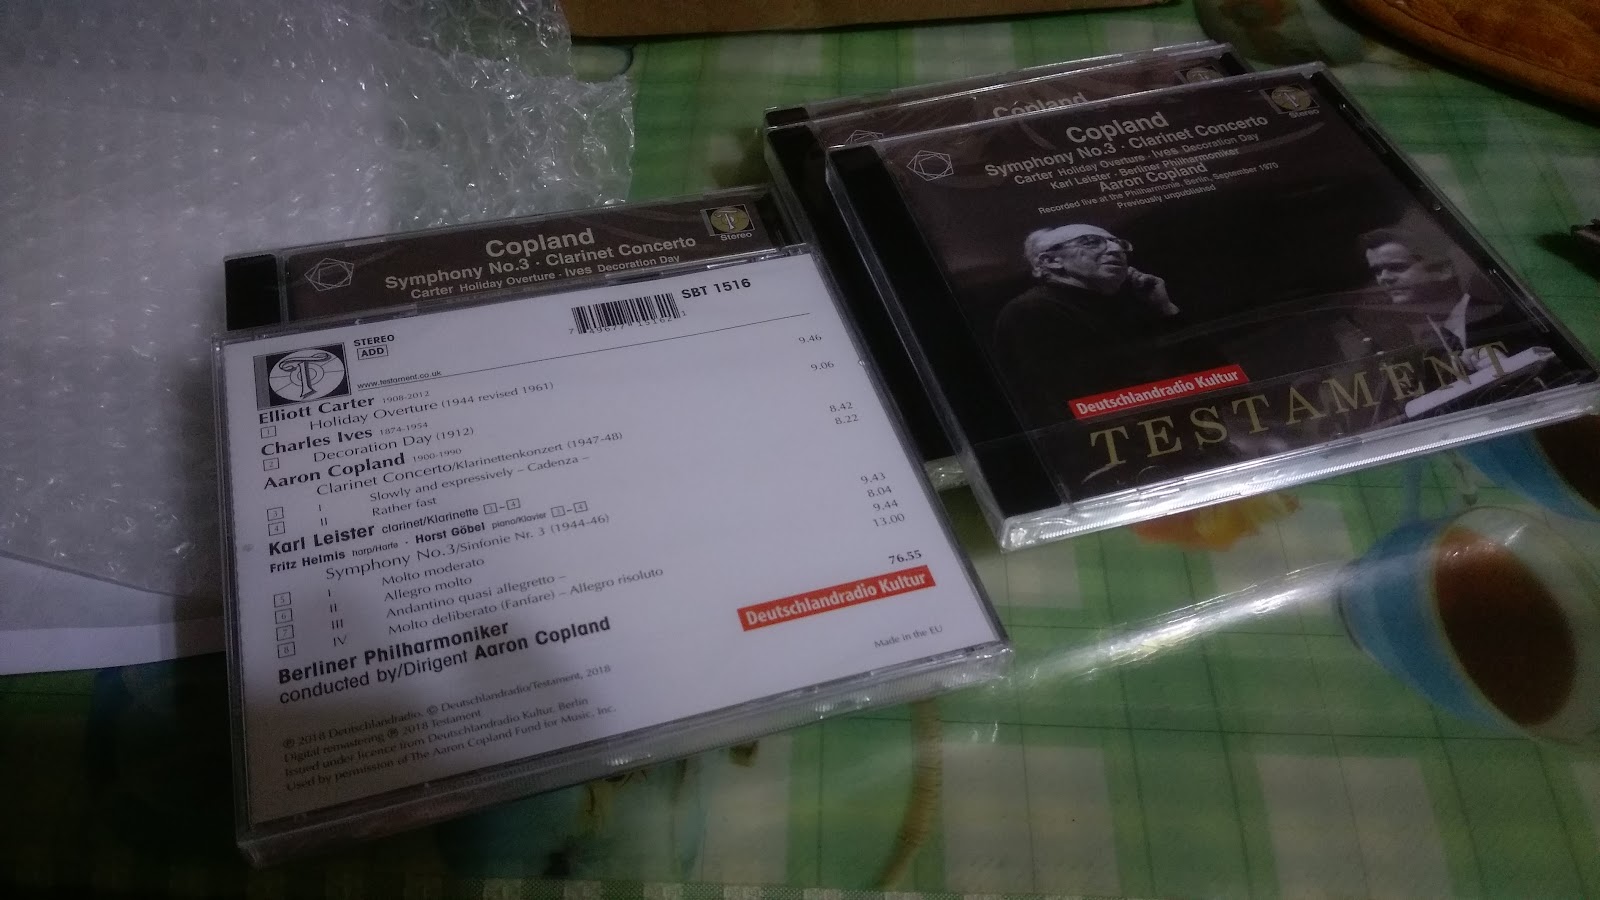 Copland
Copland
Symphony No.3 · Clarinet Concerto
Carter Holiday Overture · Ives Decoration Day
Karl Leister · Berliner Philharmoniker
Aaron Copland
Recorded live at the Philharmonie, Berlin, September 1970
Previously unpublished
Stereo
Deutschlandradio Kultur
TESTAMENT
Copland
Symphony No.3 · Clarinet Concerto
Carter Holiday Overture · Ives Decoration Day
Stereo
SBT 1516
STEREO
ADD
www.testament.co.uk
Elliott Carter 1908-2012
1 Holiday Overture (1944 revised 1961) 9.46
Charles Ives 1874-1954
2 Decoration Day (1912) 9.06
Aaron Copland 1900-1990
Clarinet Concerto/Klarinettenkonzert (1947-48)
3 I Slowly and expressively – Cadenza – 8.42
4 II Rather fast 8.22
Karl Leister clarinet/Klarinette 3–4
Fritz Helmis harp/Harfe · Horst Göbel piano/Klavier 3–4
Symphony No.3/Sinfonie Nr. 3 (1944-46)
5 I Molto moderato 9.43
6 II Allegro molto 8.04
7 III Andantino quasi allegretto – 9.44
8 IV Molto deliberato (Fanfare) – Allegro risoluto 13.00
76.55
Berliner Philharmoniker
conducted by/Dirigent Aaron Copland
Deutschlandradio Kultur
Made in the EU
℗ 2018 Deutschlandradio, © Deutschlandradio/Testament, 2018
Digital remastering ℗ 2018 Testament
Issued under licence from Deutschlandradio Kultur, Berlin
Used by permission of The Aaron Copland Fund for Music, Inc.